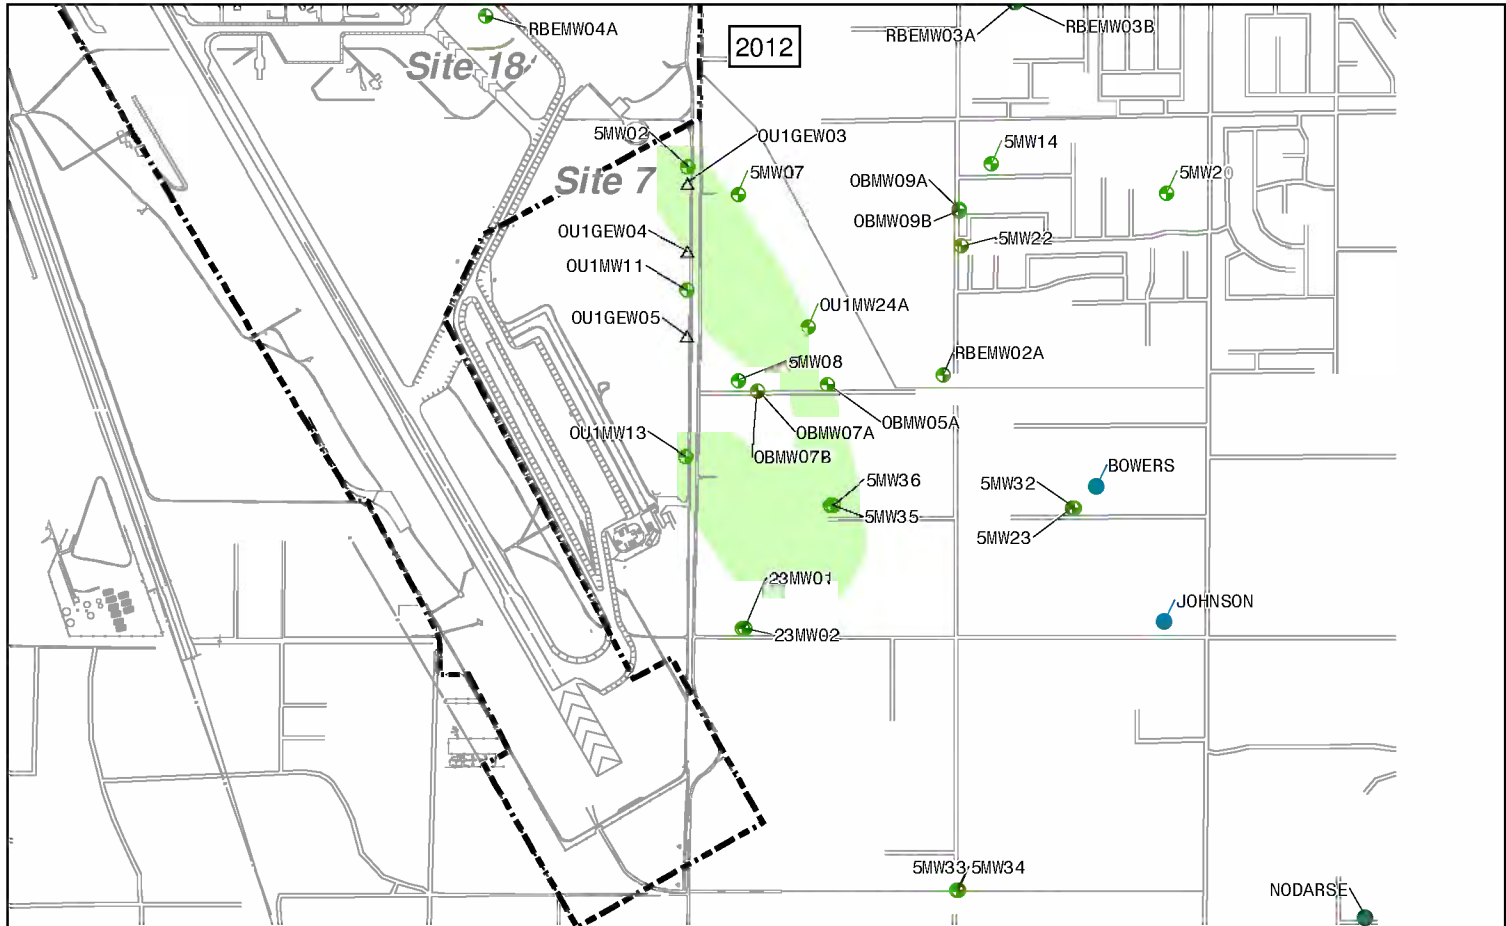 RBEMW04A
RBEMW03A
RBEMW03B
2012
Site 18
5MW02
OU1GEW03
5MW14
Site 7
5MW07
OBMW09A
5MW20
OBMW09B
OU1GEW04
5MW22
OU1MW11
OU1MW24A
OU1GEW05
5MW08
RBEMW02A
OBMW05A
OU1MW13
OBMW07A
OBMW07B
BOWERS
5MW36
5MW32
5MW35
5MW23
23MW01
JOHNSON
23MW02
5MW33
5MW34
NODARSE